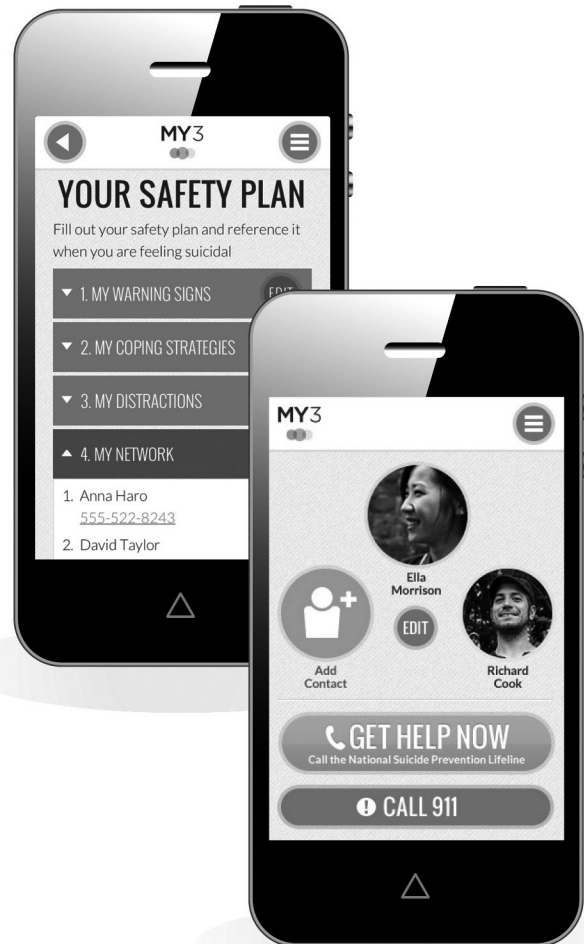 MY3
YOUR SAFETY PLAN
Fill out your safety plan and reference it
when you are feeling suicidal
1. MY WARNING SIGNS
EDIT
2. MY COPING STRATEGIES
3. MY DISTRACTIONS
4. MY NETWORK
1. Anna Haro
555-522-8243
2. David Taylor
MY3
Ella
Morrison
EDIT
Add
Contact
Richard
Cook
GET HELP NOW
Call the National Suicide Prevention Lifeline
CALL 911